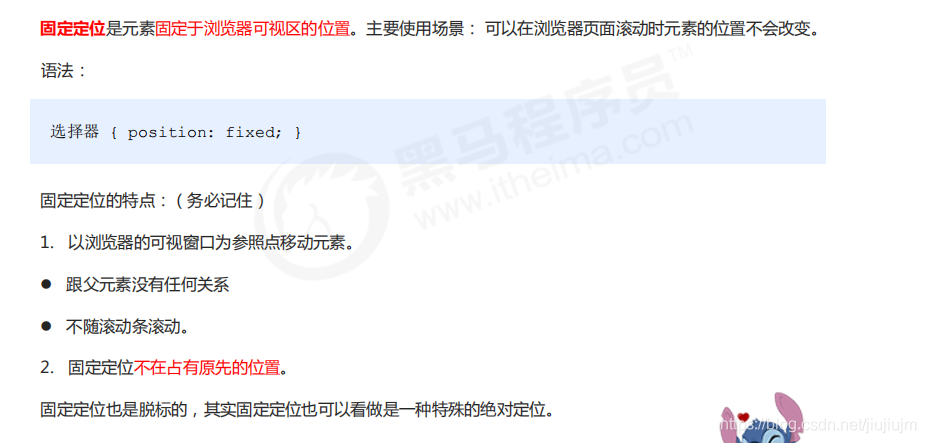 固定定位是元素固定于浏览器可视区的位置。主要使用场景： 可以在浏览器页面滚动时元素的位置不会改变。
语法：
选择器 { position: fixed; }
固定定位的特点：（务必记住）
1. 以浏览器的可视窗口为参照点移动元素。
● 跟父元素没有任何关系
● 不随滚动条滚动。
2. 固定定位不在占有原先的位置。
固定定位也是脱标的，其实固定定位也可以看做是一种特殊的绝对定位。
黑马程序员™
www.itheima.com
https://blog.csdn.net/jiujiujm